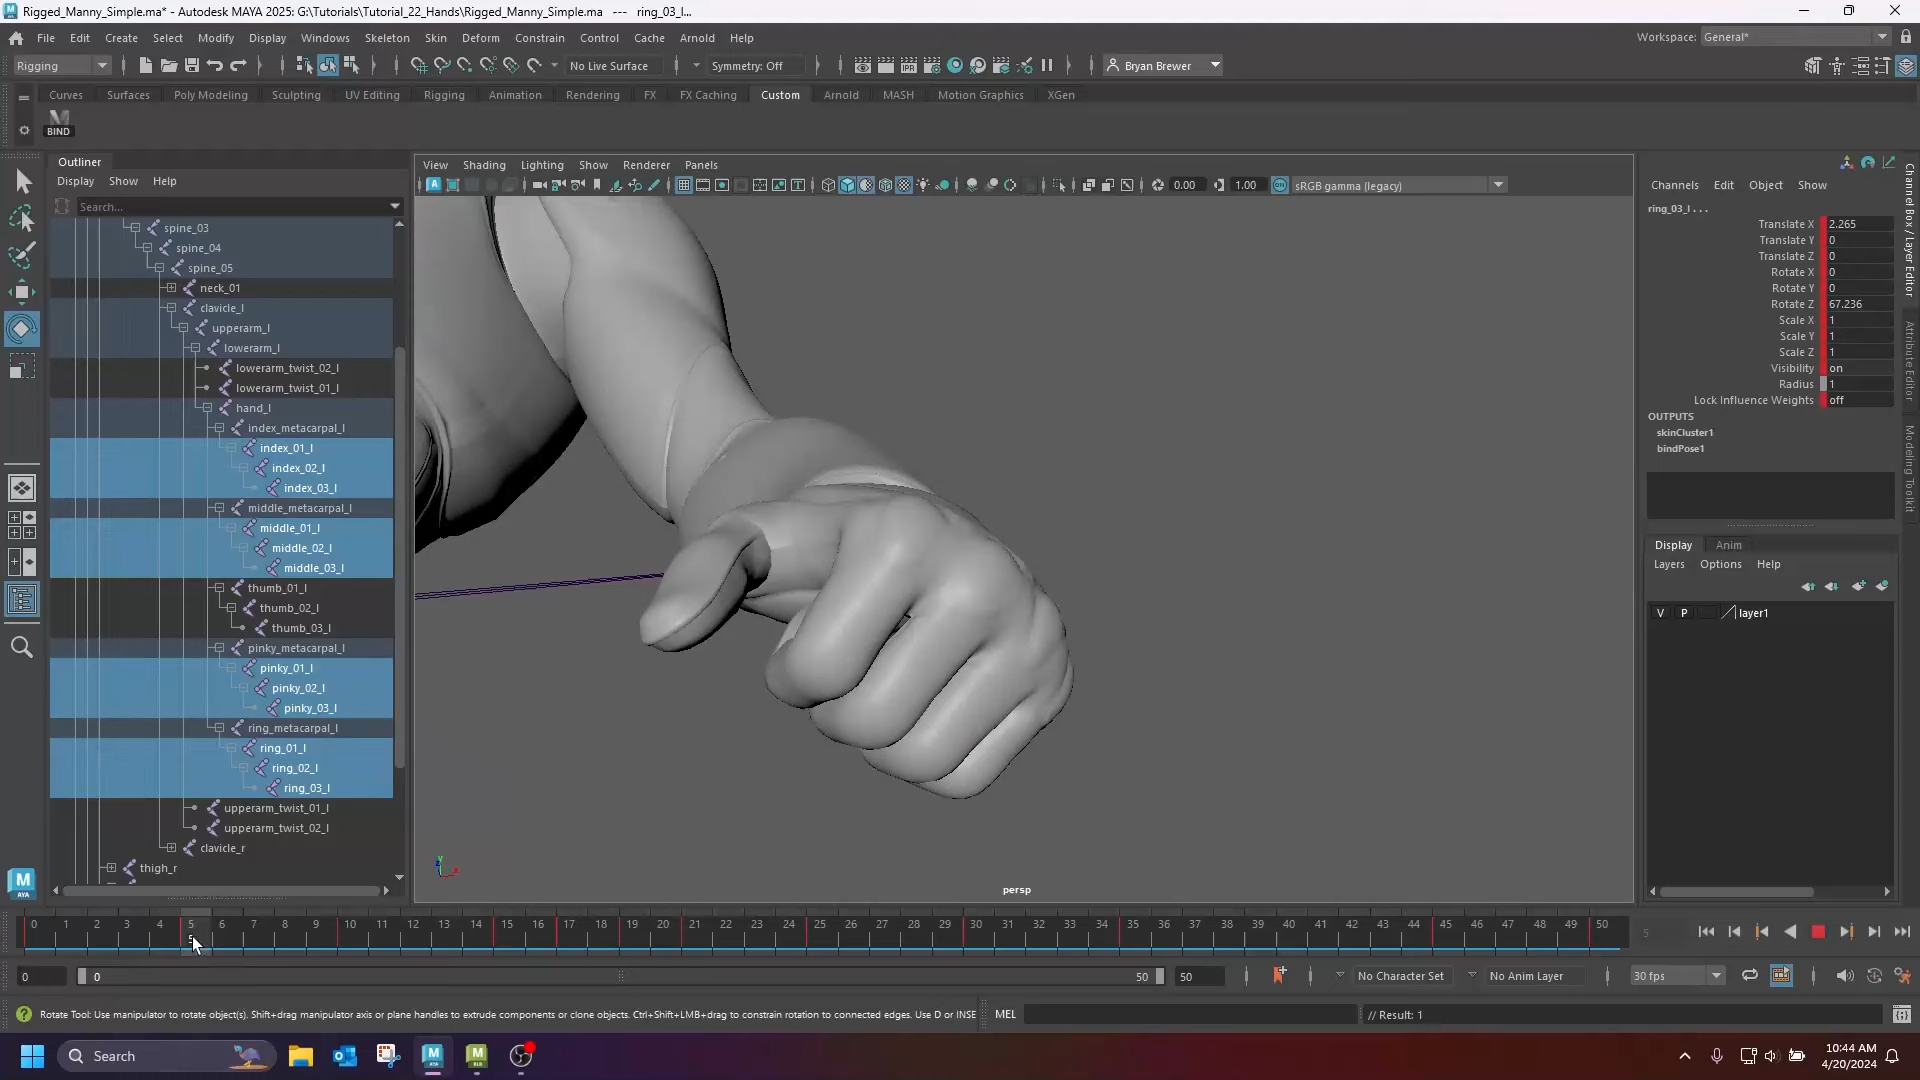 Rigged_Manny_Simple.ma* - Autodesk MAYA 2025: G:\Tutorials\Tutorial_22_Hands\Rigged_Manny_Simple.ma --- ring_03_l...
File Edit Create Select Modify Display Windows Skeleton Skin Deform Constrain Control Cache Arnold Help
Workspace: General*
Rigging No Live Surface Symmetry: Off IPR Bryan Brewer
Curves Surfaces Poly Modeling Sculpting UV Editing Rigging Animation Rendering FX FX Caching Custom Arnold MASH Motion Graphics XGen
BIND
Outliner
Display Show Help
Search...
spine_03
spine_04
spine_05
neck_01
clavicle_l
upperarm_l
lowerarm_l
lowerarm_twist_02_l
lowerarm_twist_01_l
hand_l
index_metacarpal_l
index_01_l
index_02_l
index_03_l
middle_metacarpal_l
middle_01_l
middle_02_l
middle_03_l
thumb_01_l
thumb_02_l
thumb_03_l
pinky_metacarpal_l
pinky_01_l
pinky_02_l
pinky_03_l
ring_metacarpal_l
ring_01_l
ring_02_l
ring_03_l
upperarm_twist_01_l
upperarm_twist_02_l
clavicle_r
thigh_r
View Shading Lighting Show Renderer Panels
0.00 1.00 sRGB gamma (legacy)
persp
Channels Edit Object Show
ring_03_l . . .
Translate X 2.265
Translate Y 0
Translate Z 0
Rotate X 0
Rotate Y 0
Rotate Z 67.236
Scale X 1
Scale Y 1
Scale Z 1
Visibility on
Radius 1
Lock Influence Weights off
OUTPUTS
skinCluster1
bindPose1
Display Anim
Layers Options Help
V P layer1
Channel Box / Layer Editor
Attribute Editor
Modeling Toolkit
0 1 2 3 4 5 6 7 8 9 10 11 12 13 14 15 16 17 18 19 20 21 22 23 24 25 26 27 28 29 30 31 32 33 34 35 36 37 38 39 40 41 42 43 44 45 46 47 48 49 50
5
0 0 50 50 No Character Set No Anim Layer 30 fps
Rotate Tool: Use manipulator to rotate object(s). Shift+drag manipulator axis or plane handles to extrude components or clone objects. Ctrl+Shift+LMB+drag to constrain rotation to connected edges. Use D or INSE
MEL // Result: 1
Search
10:44 AM
4/20/2024